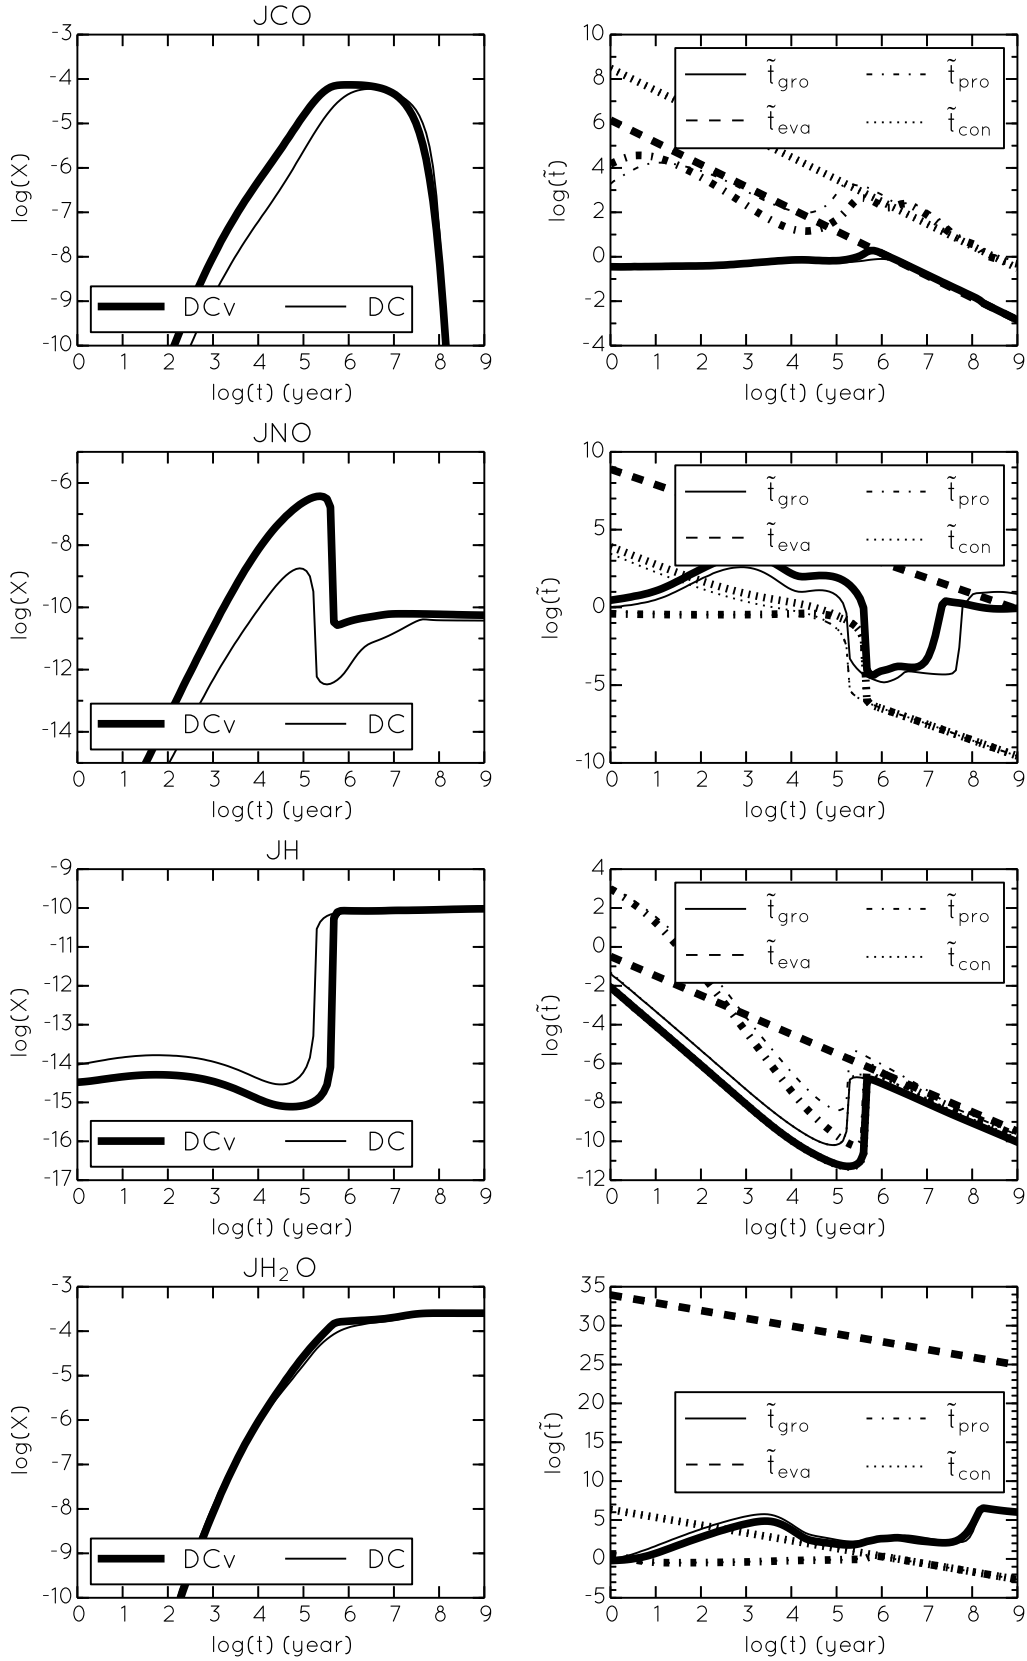 JCO
-3
-4
-5
-6
-7
-8
-9
-10
log(X)
DCv DC
0 1 2 3 4 5 6 7 8 9
log(t) (year)
10
8
6
4
2
0
-2
-4
log(t̃)
t̃gro t̃pro
t̃eva t̃con
0 1 2 3 4 5 6 7 8 9
log(t) (year)
JNO
-6
-8
-10
-12
-14
log(X)
DCv DC
0 1 2 3 4 5 6 7 8 9
log(t) (year)
10
5
0
-5
-10
log(t̃)
t̃gro t̃pro
t̃eva t̃con
0 1 2 3 4 5 6 7 8 9
log(t) (year)
JH
-9
-10
-11
-12
-13
-14
-15
-16
-17
log(X)
DCv DC
0 1 2 3 4 5 6 7 8 9
log(t) (year)
4
2
0
-2
-4
-6
-8
-10
-12
log(t̃)
t̃gro t̃pro
t̃eva t̃con
0 1 2 3 4 5 6 7 8 9
log(t) (year)
JH₂O
-3
-4
-5
-6
-7
-8
-9
-10
log(X)
DCv DC
0 1 2 3 4 5 6 7 8 9
log(t) (year)
35
30
25
20
15
10
5
0
-5
log(t̃)
t̃gro t̃pro
t̃eva t̃con
0 1 2 3 4 5 6 7 8 9
log(t) (year)